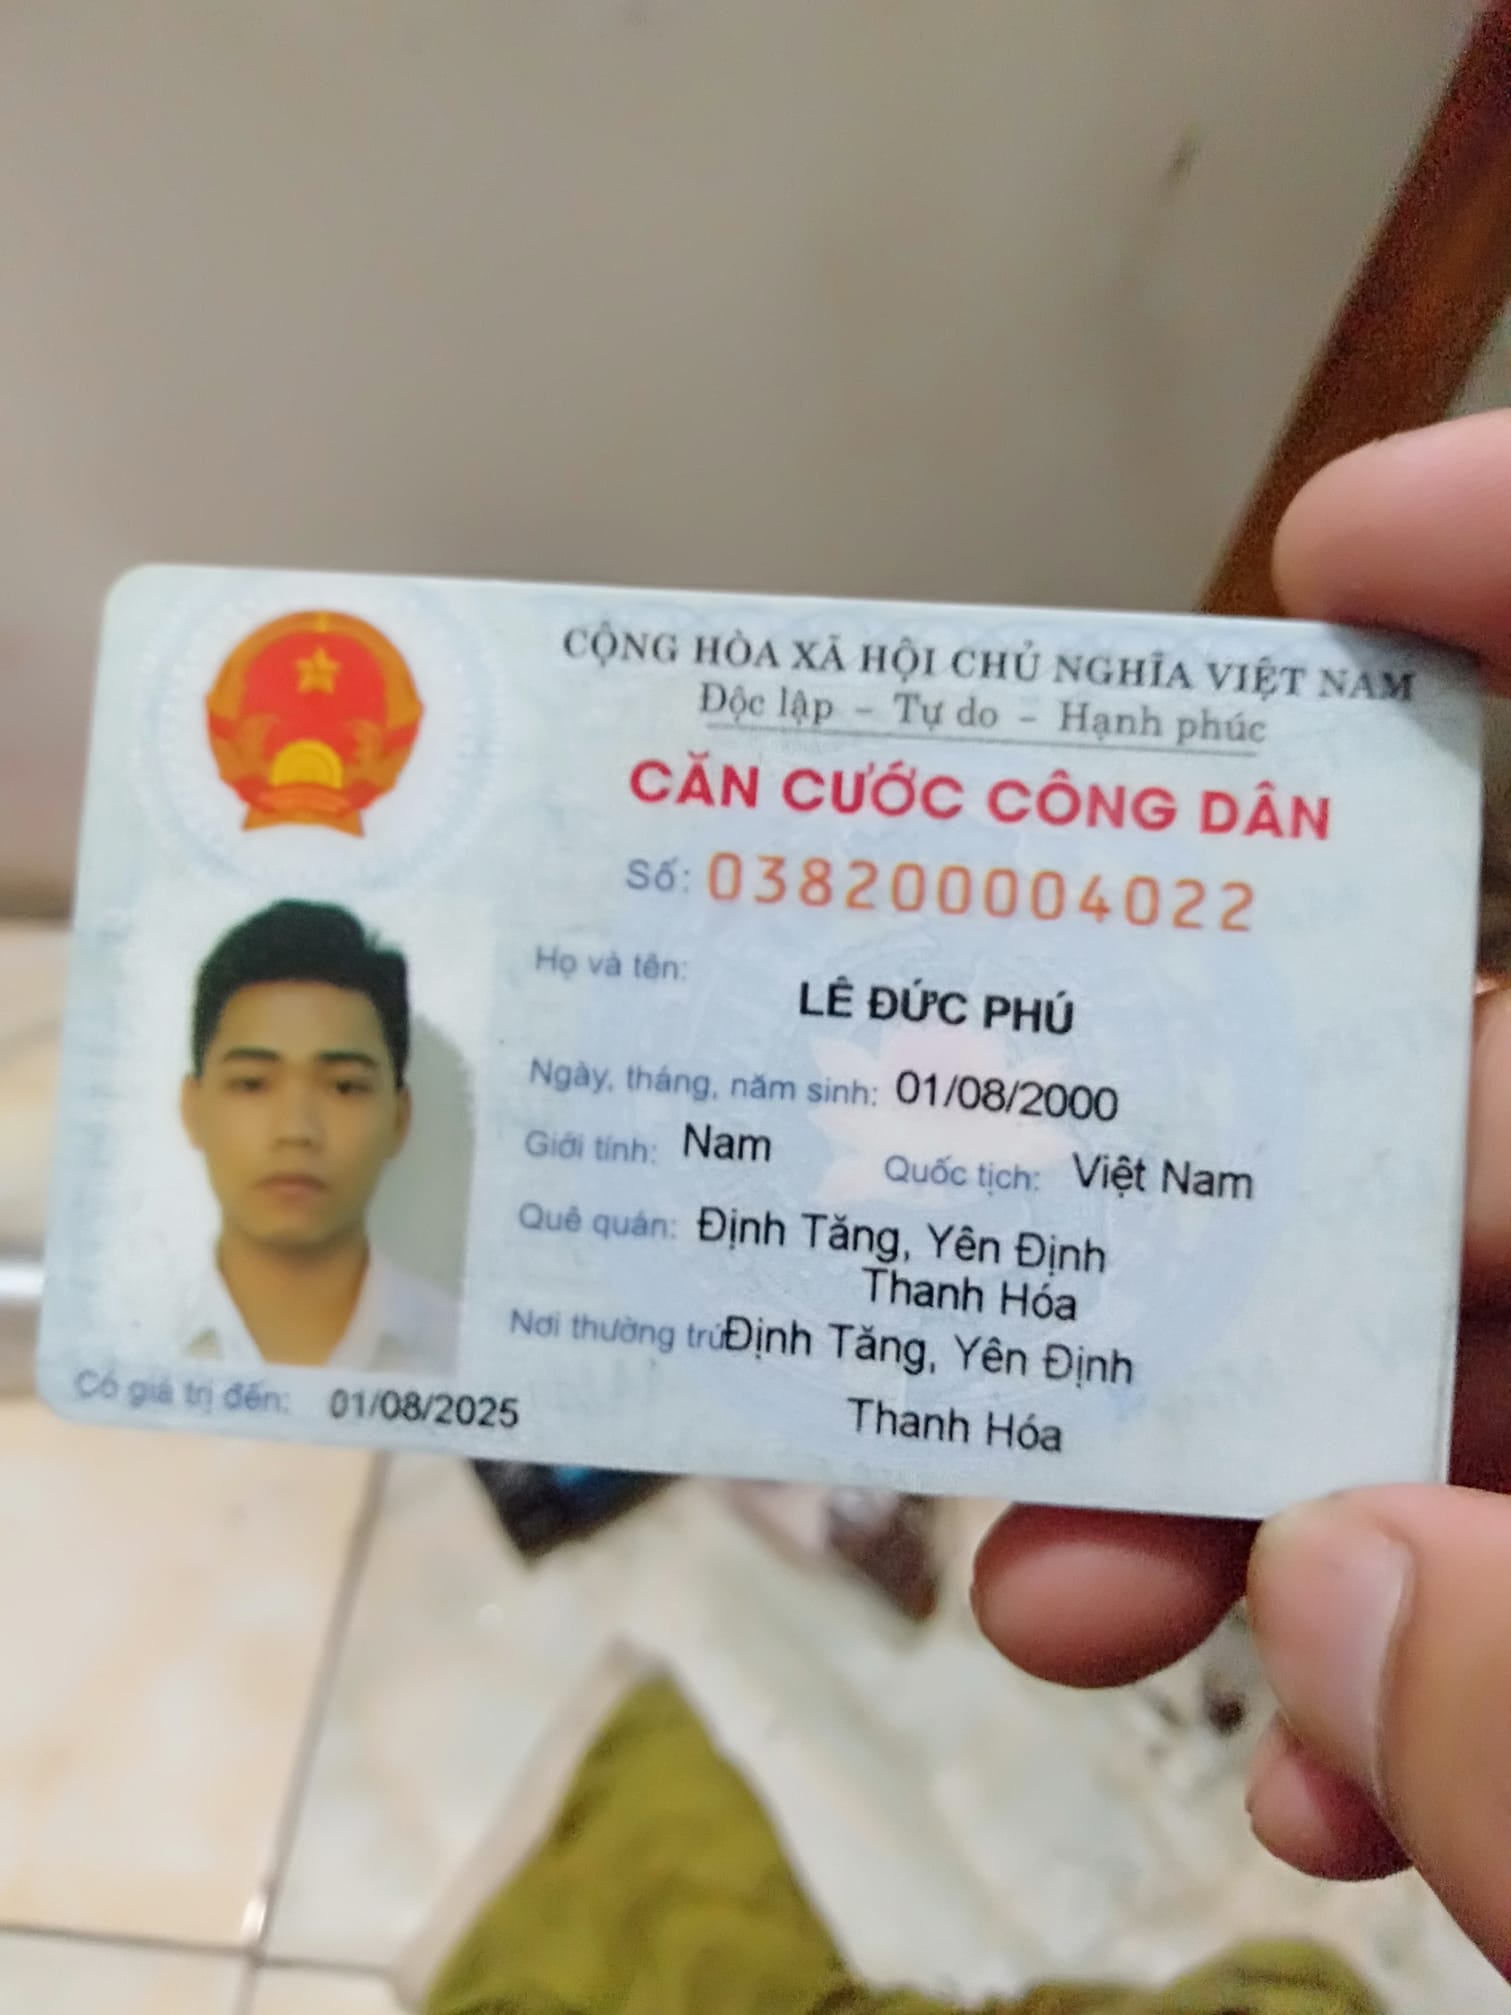 CỘNG HÒA XÃ HỘI CHỦ NGHĨA VIỆT NAM
Độc lập – Tự do – Hạnh phúc
CĂN CƯỚC CÔNG DÂN
Số: 038200004022
Họ và tên:
LÊ ĐỨC PHÚ
Ngày, tháng, năm sinh: 01/08/2000
Giới tính: Nam Quốc tịch: Việt Nam
Quê quán: Định Tăng, Yên Định
Thanh Hóa
Nơi thường trú: Định Tăng, Yên Định
Thanh Hóa
Có giá trị đến: 01/08/2025